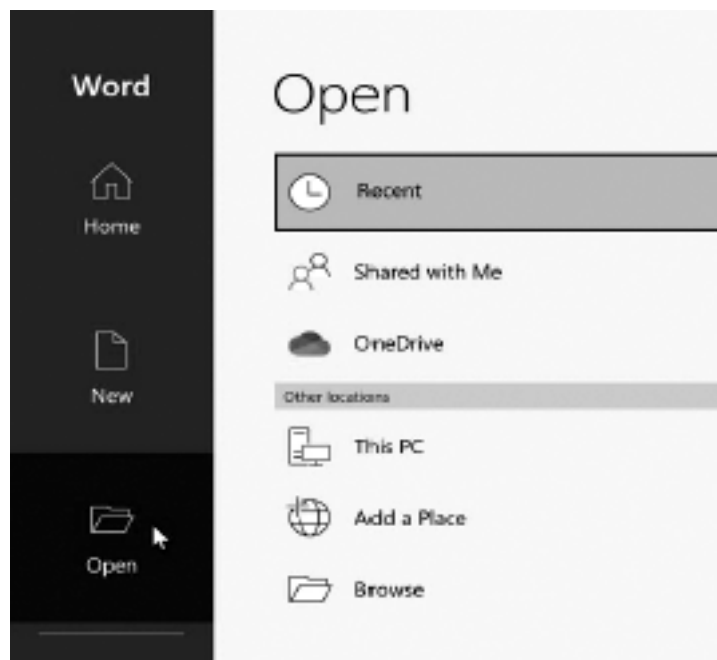 Word
Home
New
Open
Open
Recent
Shared with Me
OneDrive
Other locations
This PC
Add a Place
Browse